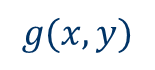 g(x, y)